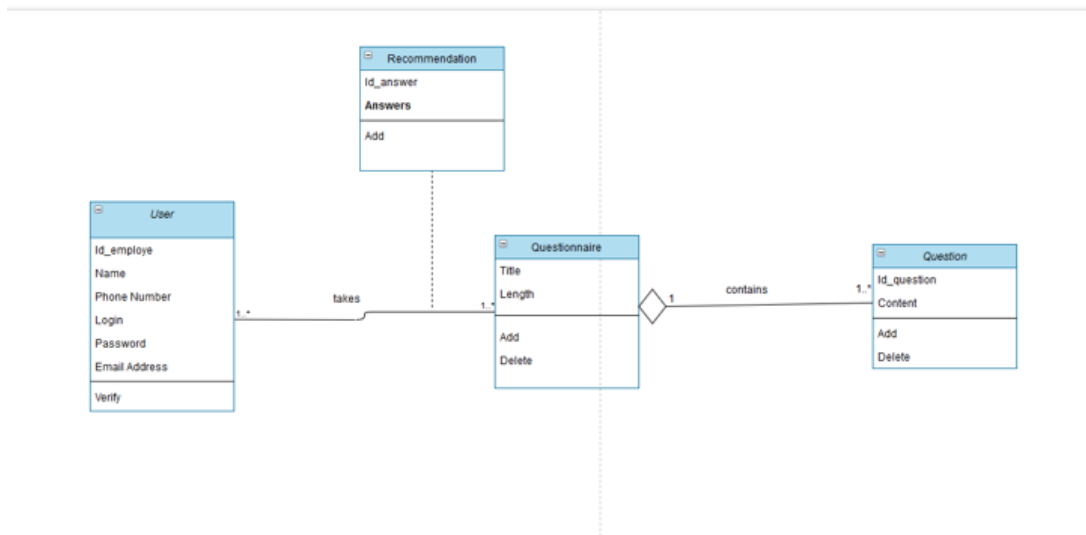 Recommendation
Id_answer
Answers
Add
User
Id_employe
Name
Phone Number
Login
Password
Email Address
Verify
1..*
takes
1..*
Questionnaire
Title
Length
Add
Delete
1
contains
1..*
Question
Id_question
Content
Add
Delete